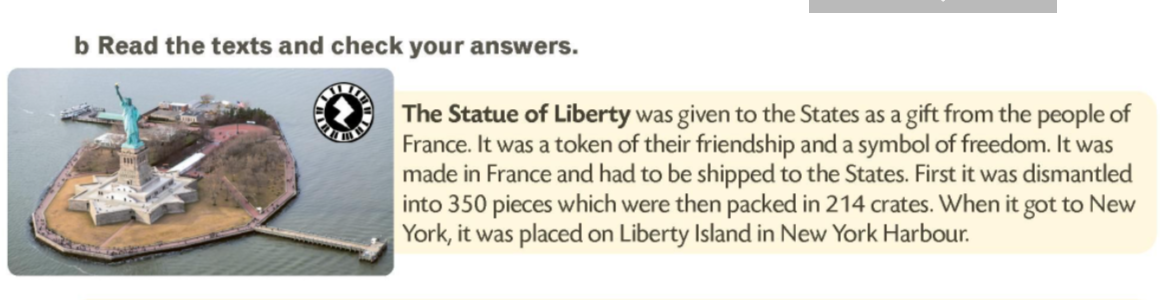 b Read the texts and check your answers.
The Statue of Liberty was given to the States as a gift from the people of
France. It was a token of their friendship and a symbol of freedom. It was
made in France and had to be shipped to the States. First it was dismantled
into 350 pieces which were then packed in 214 crates. When it got to New
York, it was placed on Liberty Island in New York Harbour.